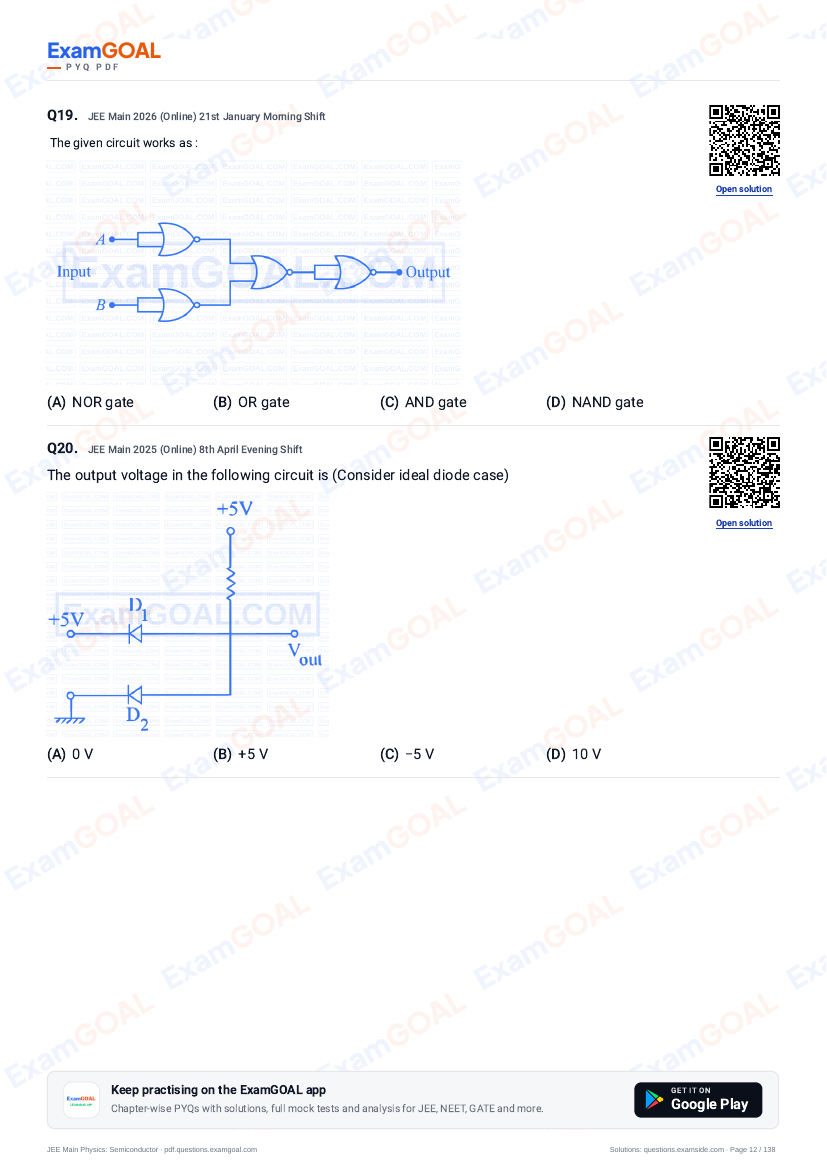 ExamGOAL
PYQ PDF
Q19. JEE Main 2026 (Online) 21st January Morning Shift
The given circuit works as :
Open solution
A
Input
B
Output
ExamGOAL.COM
(A) NOR gate (B) OR gate (C) AND gate (D) NAND gate
Q20. JEE Main 2025 (Online) 8th April Evening Shift
The output voltage in the following circuit is (Consider ideal diode case)
Open solution
+5V
ExamGOAL.COM
+5V
D1
Vout
D2
(A) 0 V (B) +5 V (C) −5 V (D) 10 V
Keep practising on the ExamGOAL app
Chapter-wise PYQs with solutions, full mock tests and analysis for JEE, NEET, GATE and more.
GET IT ON
Google Play
JEE Main Physics: Semiconductor · pdf.questions.examgoal.com
Solutions: questions.examside.com · Page 12 / 138